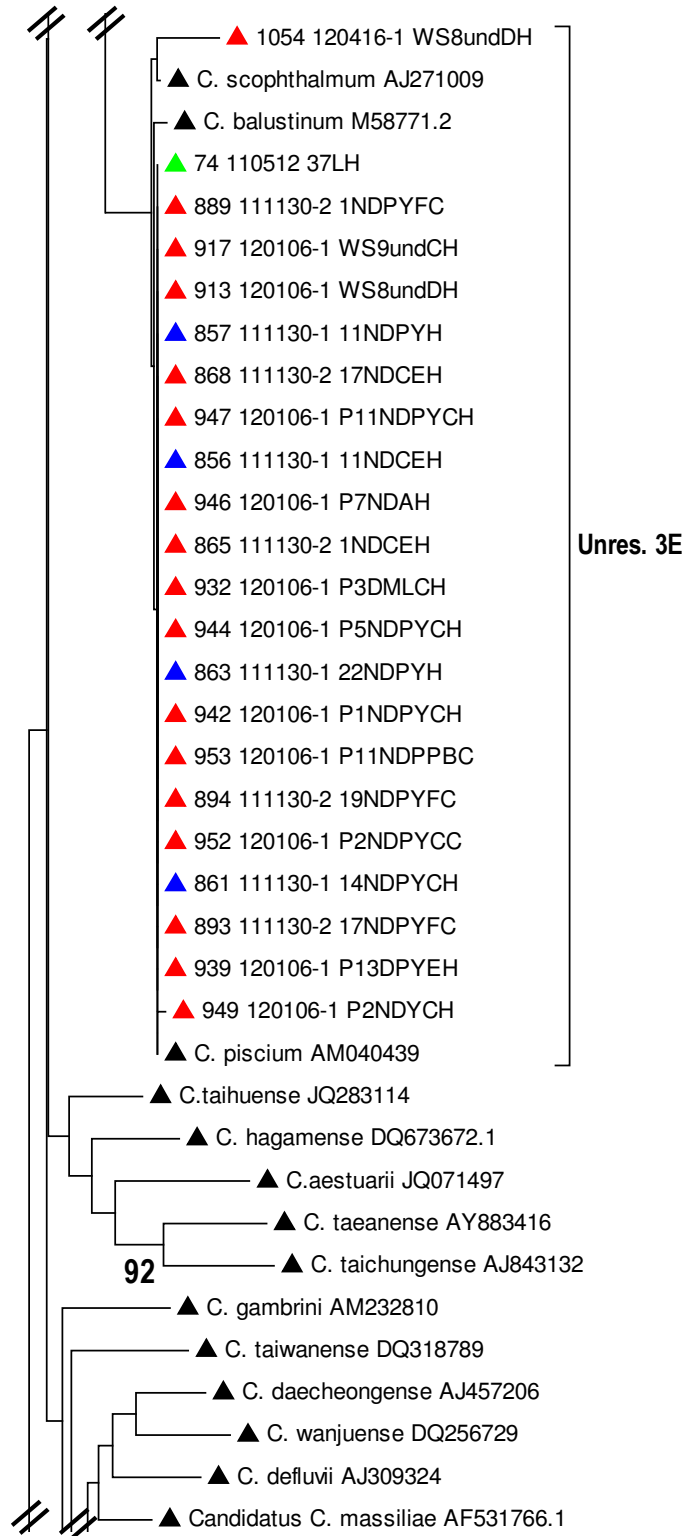 1054 120416-1 WS8undDH
C. scophthalmum AJ271009
C. balustinum M58771.2
74 110512 37LH
889 111130-2 1NDPYFC
917 120106-1 WS9undCH
913 120106-1 WS8undDH
857 111130-1 11NDPYH
868 111130-2 17NDCEH
947 120106-1 P11NDPYCH
856 111130-1 11NDCEH
946 120106-1 P7NDAH
865 111130-2 1NDCEH
Unres. 3E
932 120106-1 P3DMLCH
944 120106-1 P5NDPYCH
863 111130-1 22NDPYH
942 120106-1 P1NDPYCH
953 120106-1 P11NDPPBC
894 111130-2 19NDPYFC
952 120106-1 P2NDPYCC
861 111130-1 14NDPYCH
893 111130-2 17NDPYFC
939 120106-1 P13DPYEH
949 120106-1 P2NDYCH
C. piscium AM040439
C.taihuense JQ283114
C. hagamense DQ673672.1
C.aestuarii JQ071497
C. taeanense AY883416
C. taichungense AJ843132
92
C. gambrini AM232810
C. taiwanense DQ318789
C. daecheongense AJ457206
C. wanjuense DQ256729
C. defluvii AJ309324
Candidatus C. massiliae AF531766.1